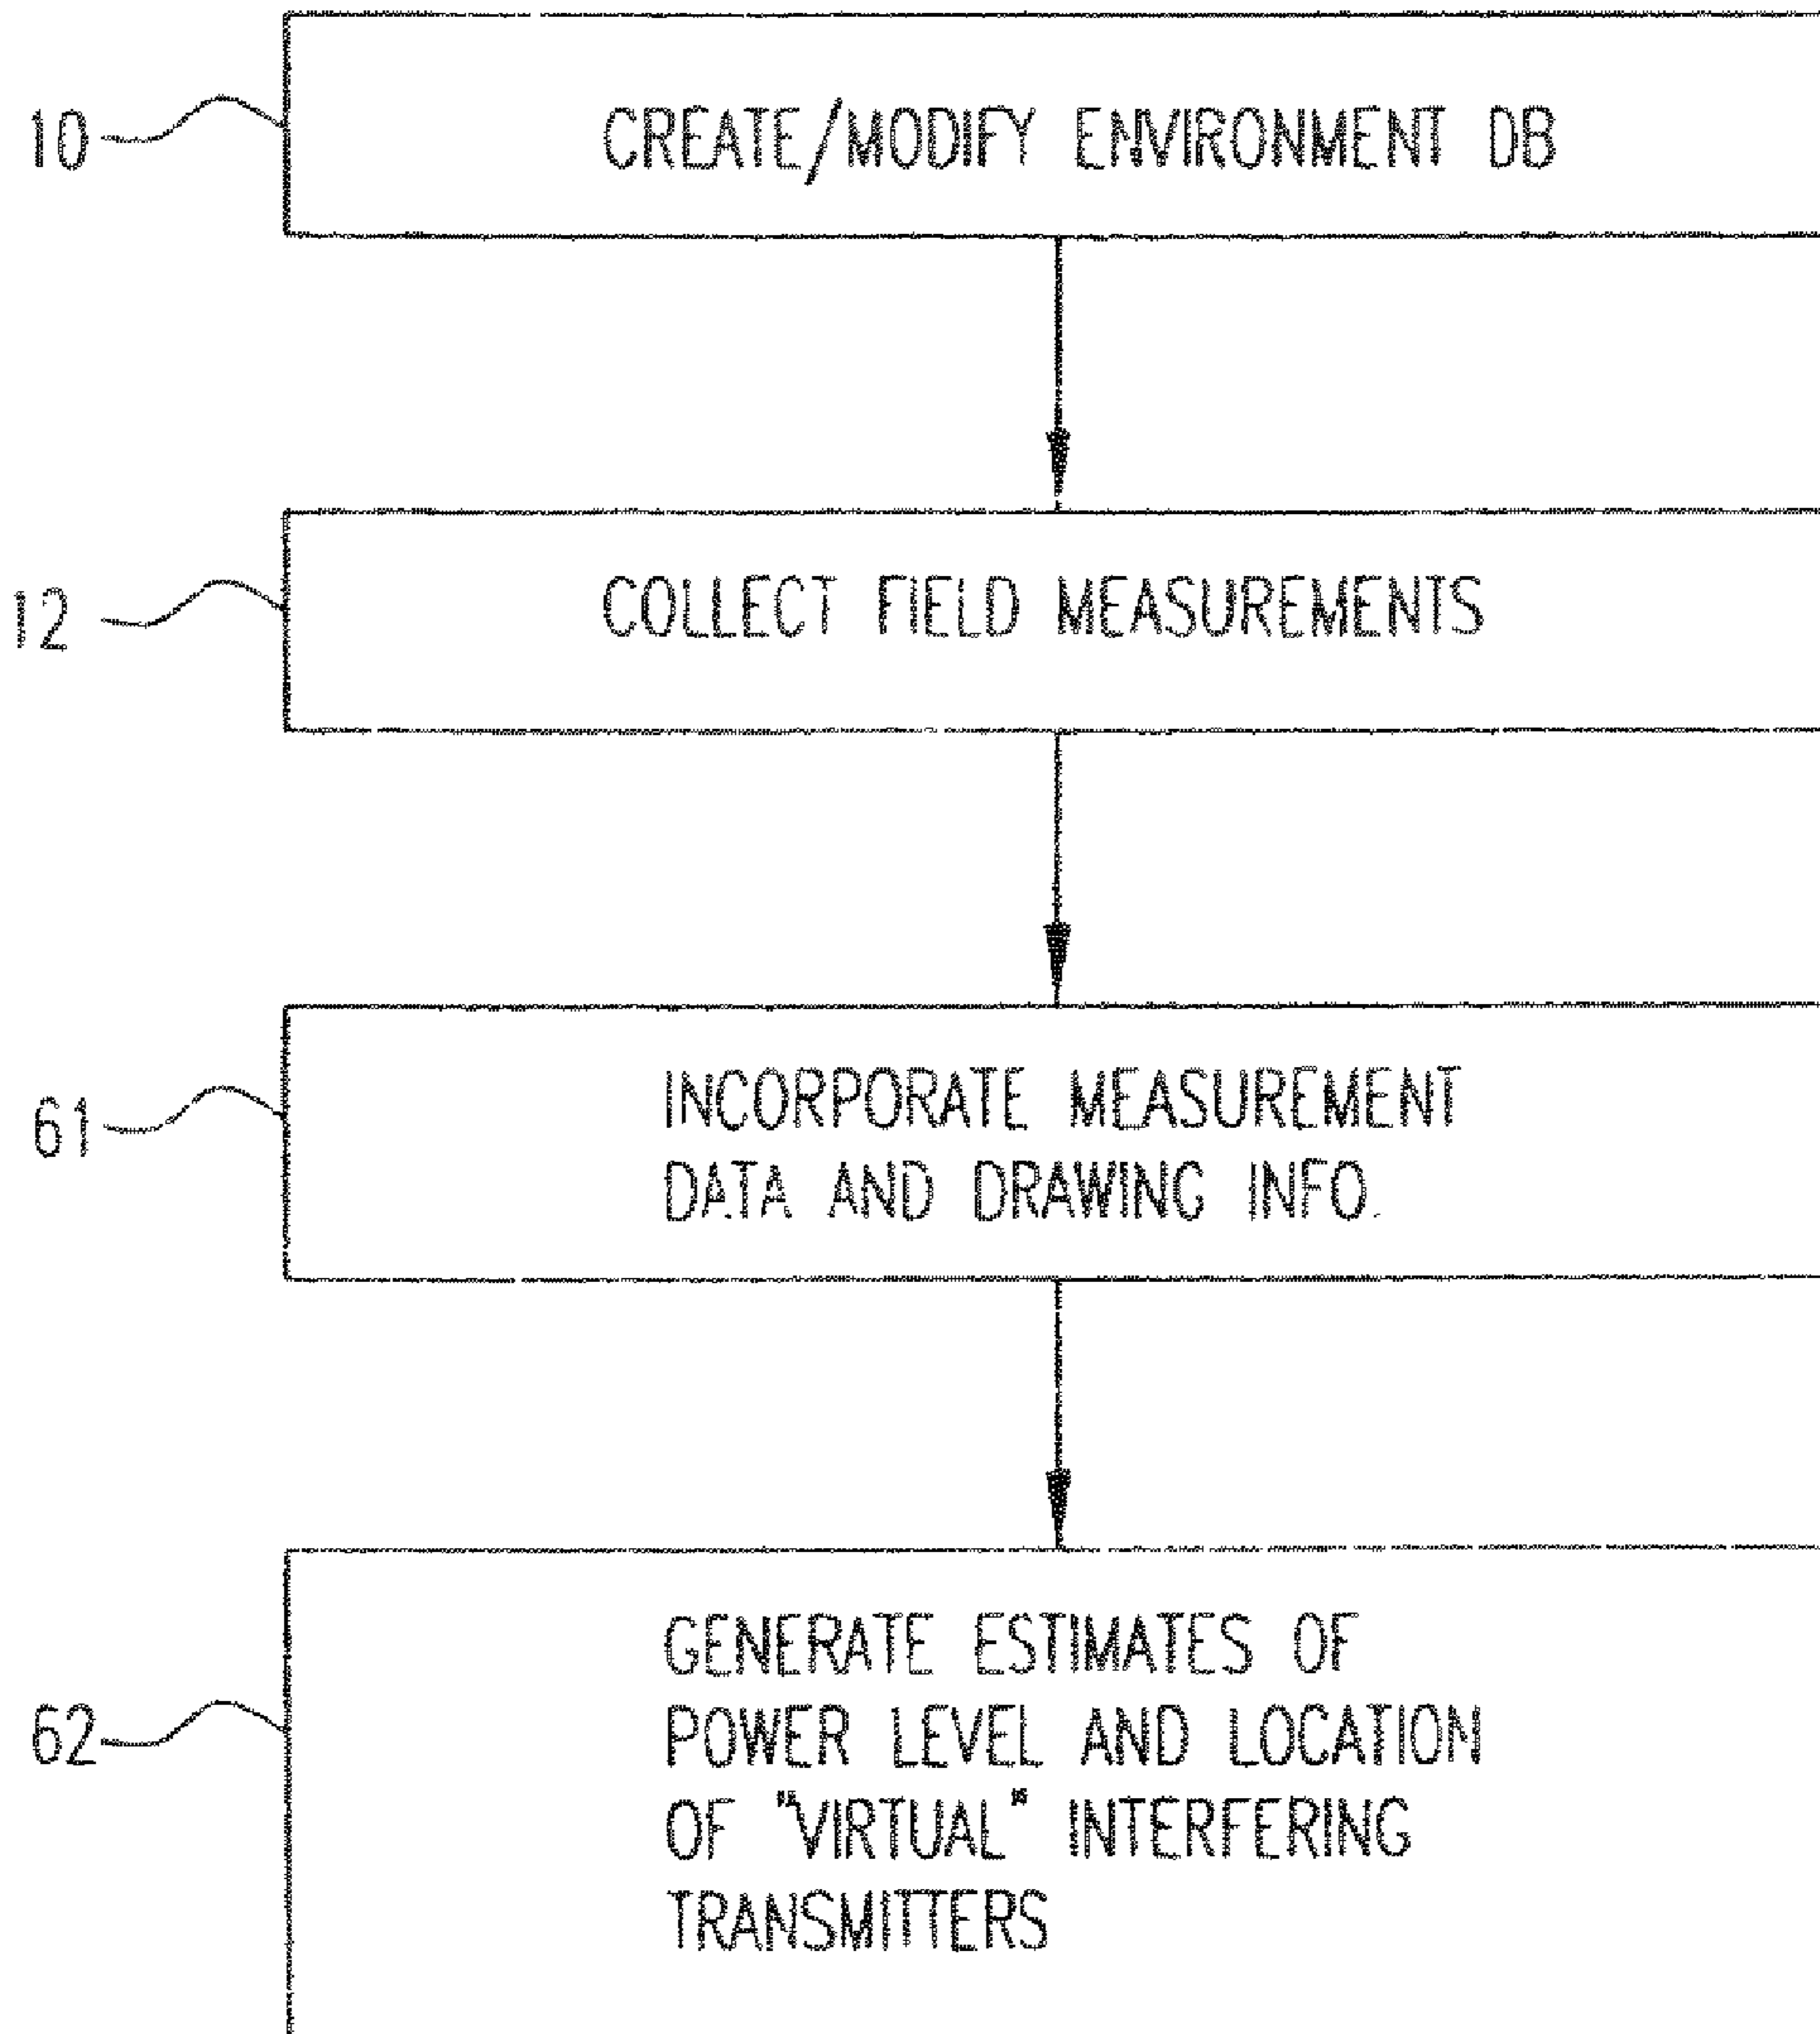 10
CREATE/MODIFY ENVIRONMENT DB
12
COLLECT FIELD MEASUREMENTS
61
INCORPORATE MEASUREMENT
DATA AND DRAWING INFO.
62
GENERATE ESTIMATES OF
POWER LEVEL AND LOCATION
OF "VIRTUAL" INTERFERING
TRANSMITTERS